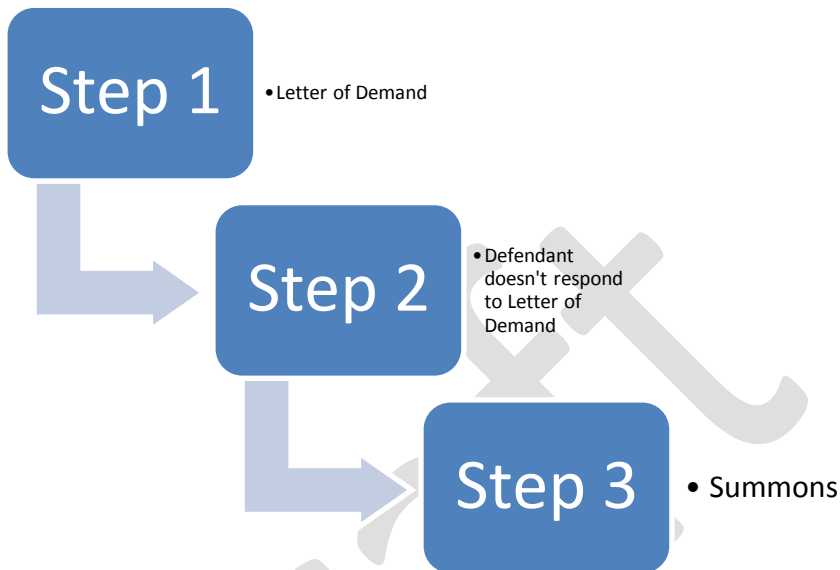 Step 1
•Letter of Demand
Step 2
•Defendant
doesn't respond
to Letter of
Demand
Step 3
• Summons